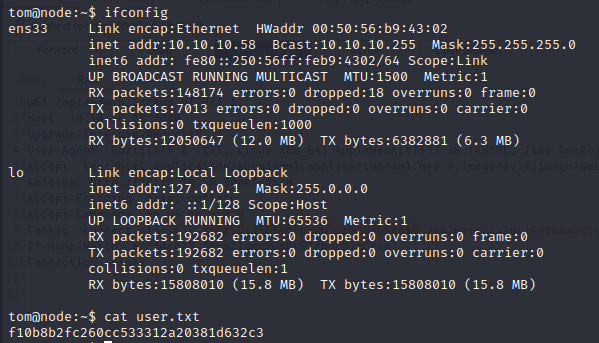 tom@node:~$ ifconfig
ens33     Link encap:Ethernet  HWaddr 00:50:56:b9:43:02
          inet addr:10.10.10.58  Bcast:10.10.10.255  Mask:255.255.255.0
          inet6 addr: fe80::250:56ff:feb9:4302/64 Scope:Link
          UP BROADCAST RUNNING MULTICAST  MTU:1500  Metric:1
          RX packets:148174 errors:0 dropped:18 overruns:0 frame:0
          TX packets:7013 errors:0 dropped:0 overruns:0 carrier:0
          collisions:0 txqueuelen:1000
          RX bytes:12050647 (12.0 MB)  TX bytes:6382881 (6.3 MB)

lo        Link encap:Local Loopback
          inet addr:127.0.0.1  Mask:255.0.0.0
          inet6 addr: ::1/128 Scope:Host
          UP LOOPBACK RUNNING  MTU:65536  Metric:1
          RX packets:192682 errors:0 dropped:0 overruns:0 frame:0
          TX packets:192682 errors:0 dropped:0 overruns:0 carrier:0
          collisions:0 txqueuelen:1
          RX bytes:15808010 (15.8 MB)  TX bytes:15808010 (15.8 MB)

tom@node:~$ cat user.txt
f10b8b2fc260cc533312a20381d632c3